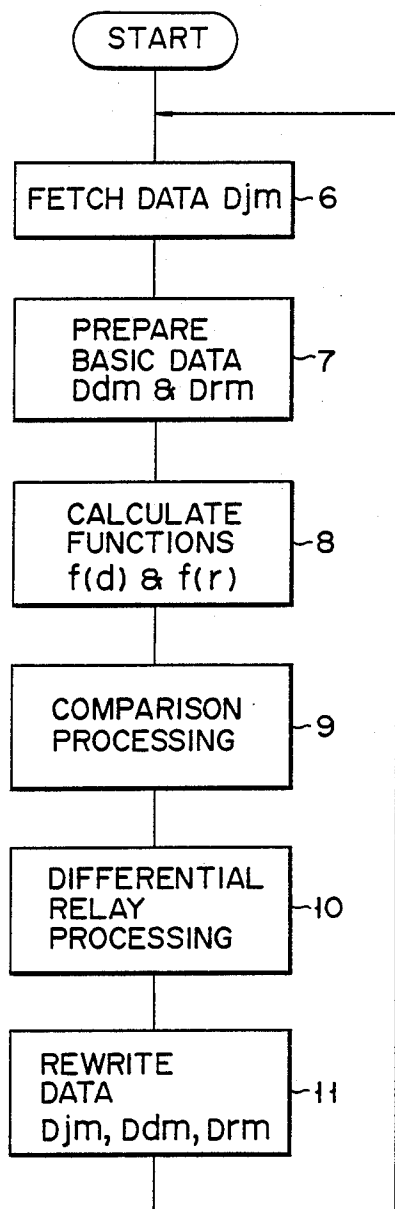 START
FETCH DATA Djm
6
PREPARE
BASIC DATA
Ddm & Drm
7
CALCULATE
FUNCTIONS
f(d) & f(r)
8
COMPARISON
PROCESSING
9
DIFFERENTIAL
RELAY
PROCESSING
10
REWRITE
DATA
Djm, Ddm, Drm
11